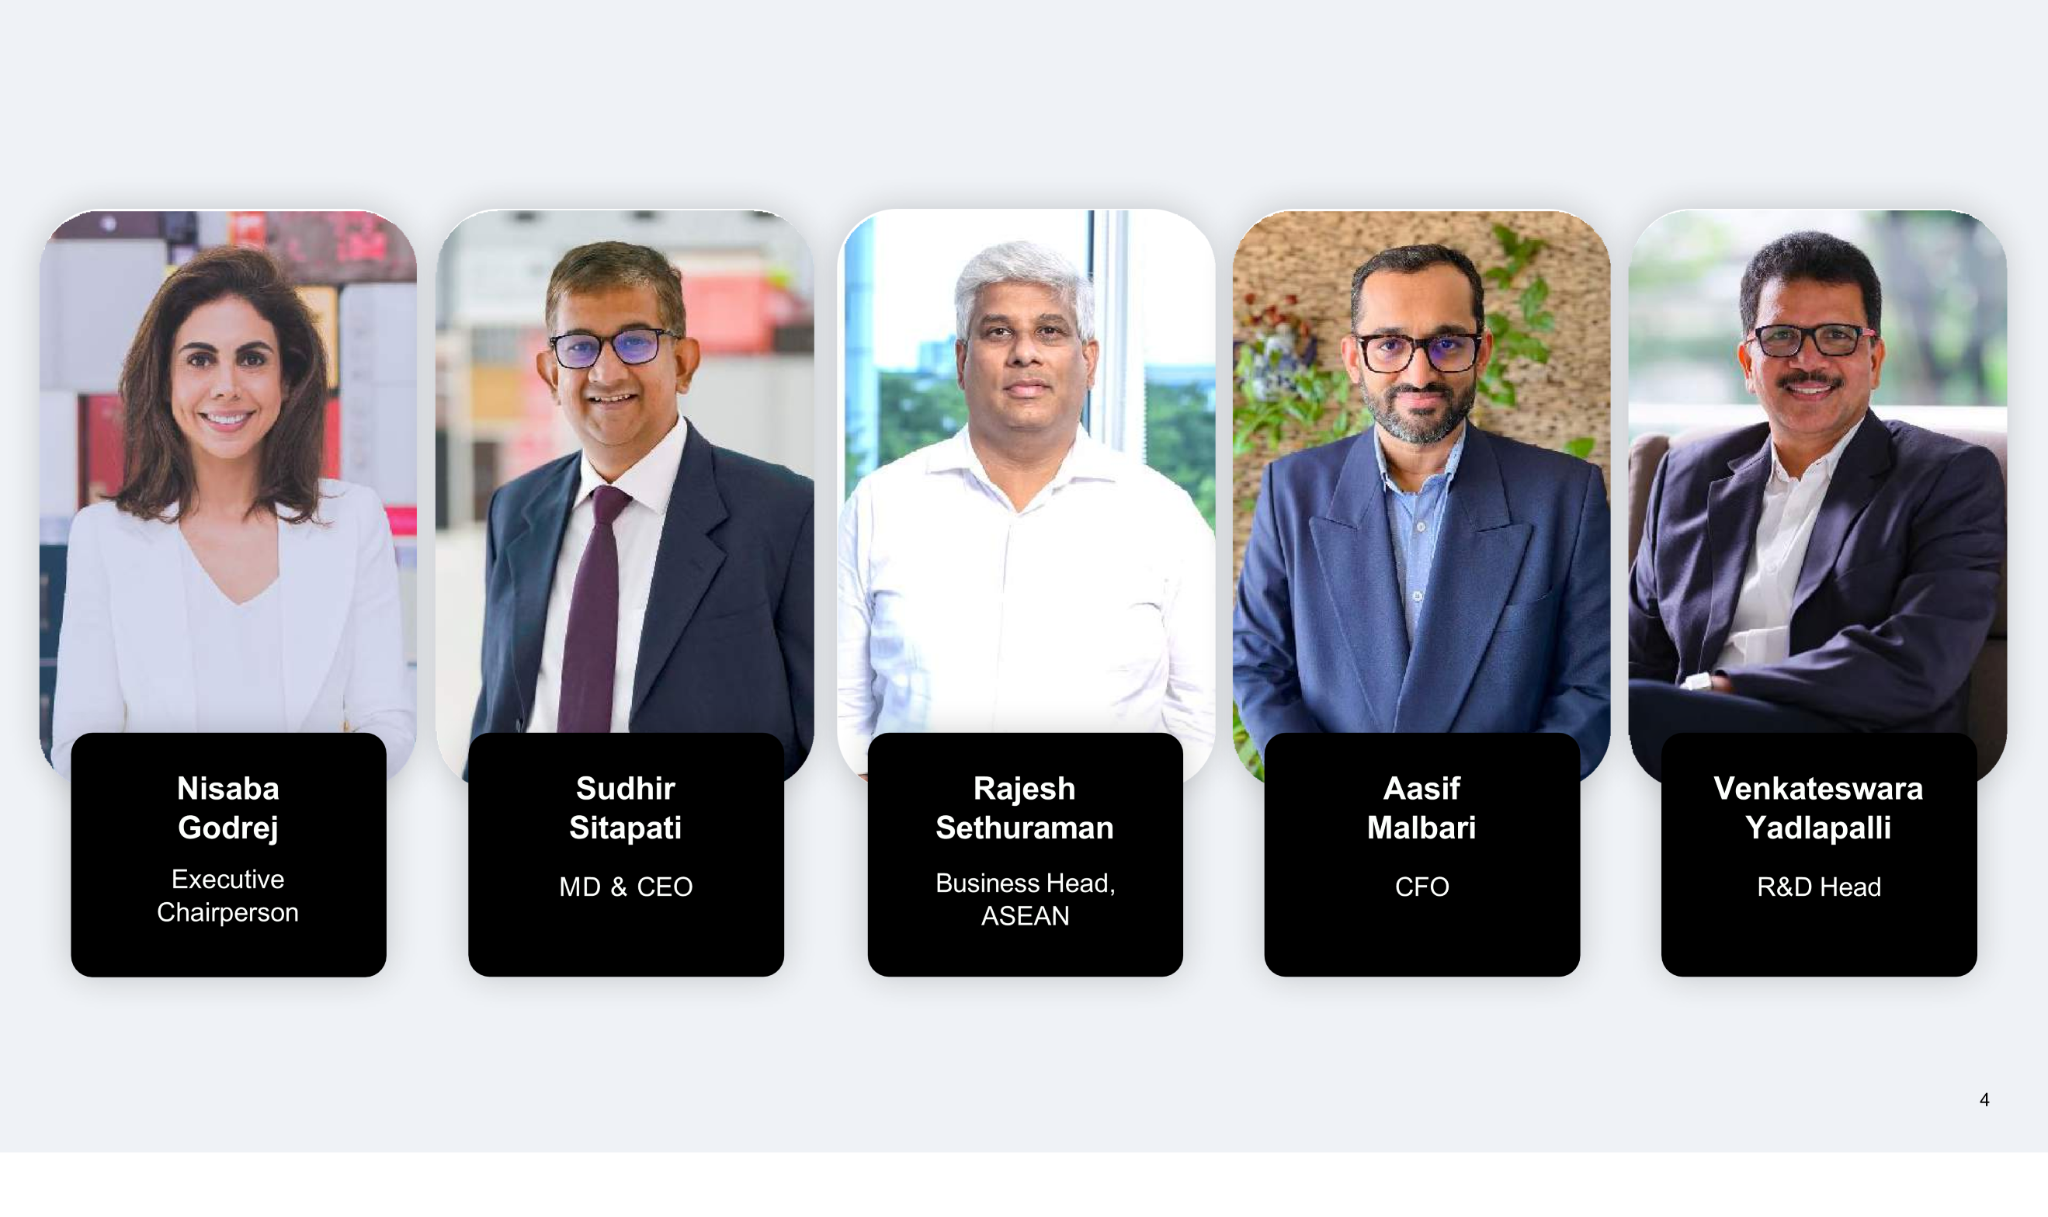 Nisaba
Godrej
Executive
Chairperson
Sudhir
Sitapati
MD & CEO
Rajesh
Sethuraman
Business Head,
ASEAN
Aasif
Malbari
CFO
Venkateswara
Yadlapalli
R&D Head
4